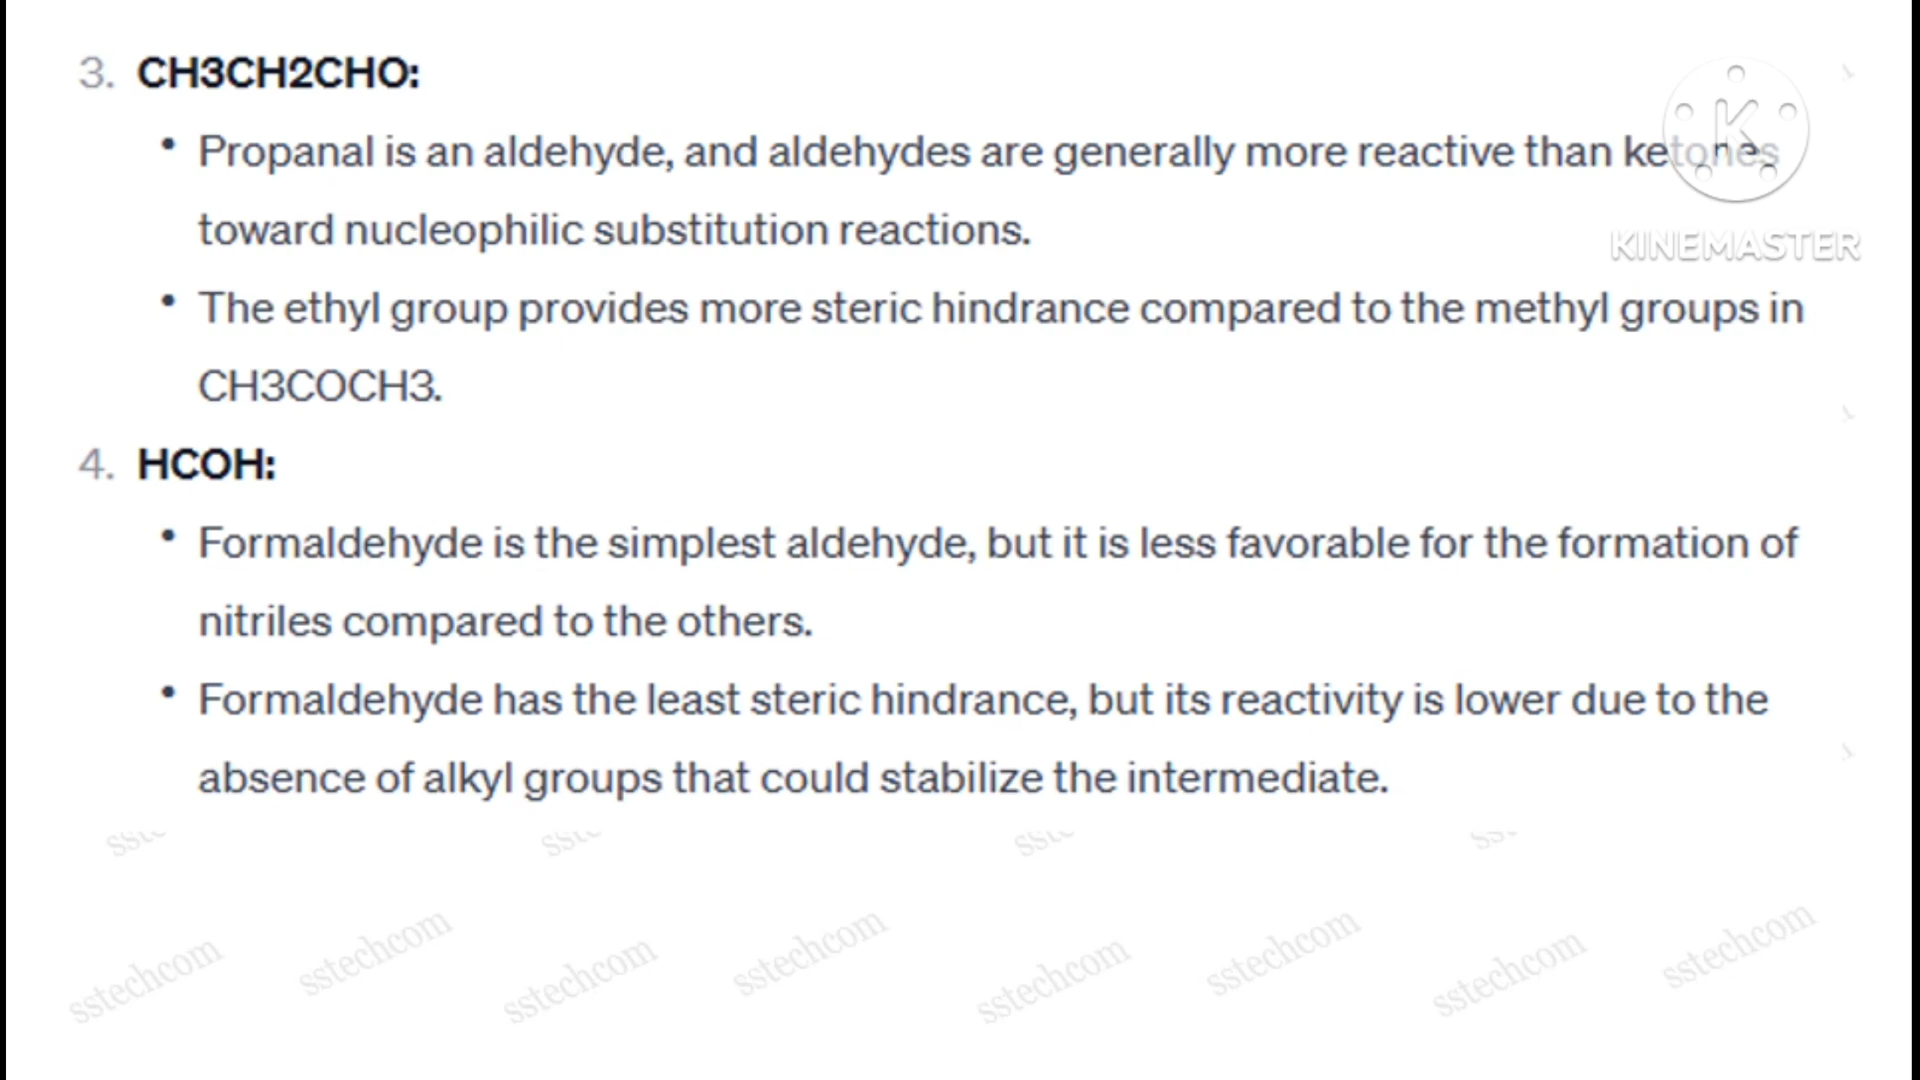 3. CH3CH2CHO:
• Propanal is an aldehyde, and aldehydes are generally more reactive than ketones
toward nucleophilic substitution reactions.
• The ethyl group provides more steric hindrance compared to the methyl groups in
CH3COCH3.
4. HCOH:
• Formaldehyde is the simplest aldehyde, but it is less favorable for the formation of
nitriles compared to the others.
• Formaldehyde has the least steric hindrance, but its reactivity is lower due to the
absence of alkyl groups that could stabilize the intermediate.
K
KINEMASTER
sstechcom
sstechcom
sstechcom
sstechcom
sstechcom
sstechcom
sstechcom
sstechcom